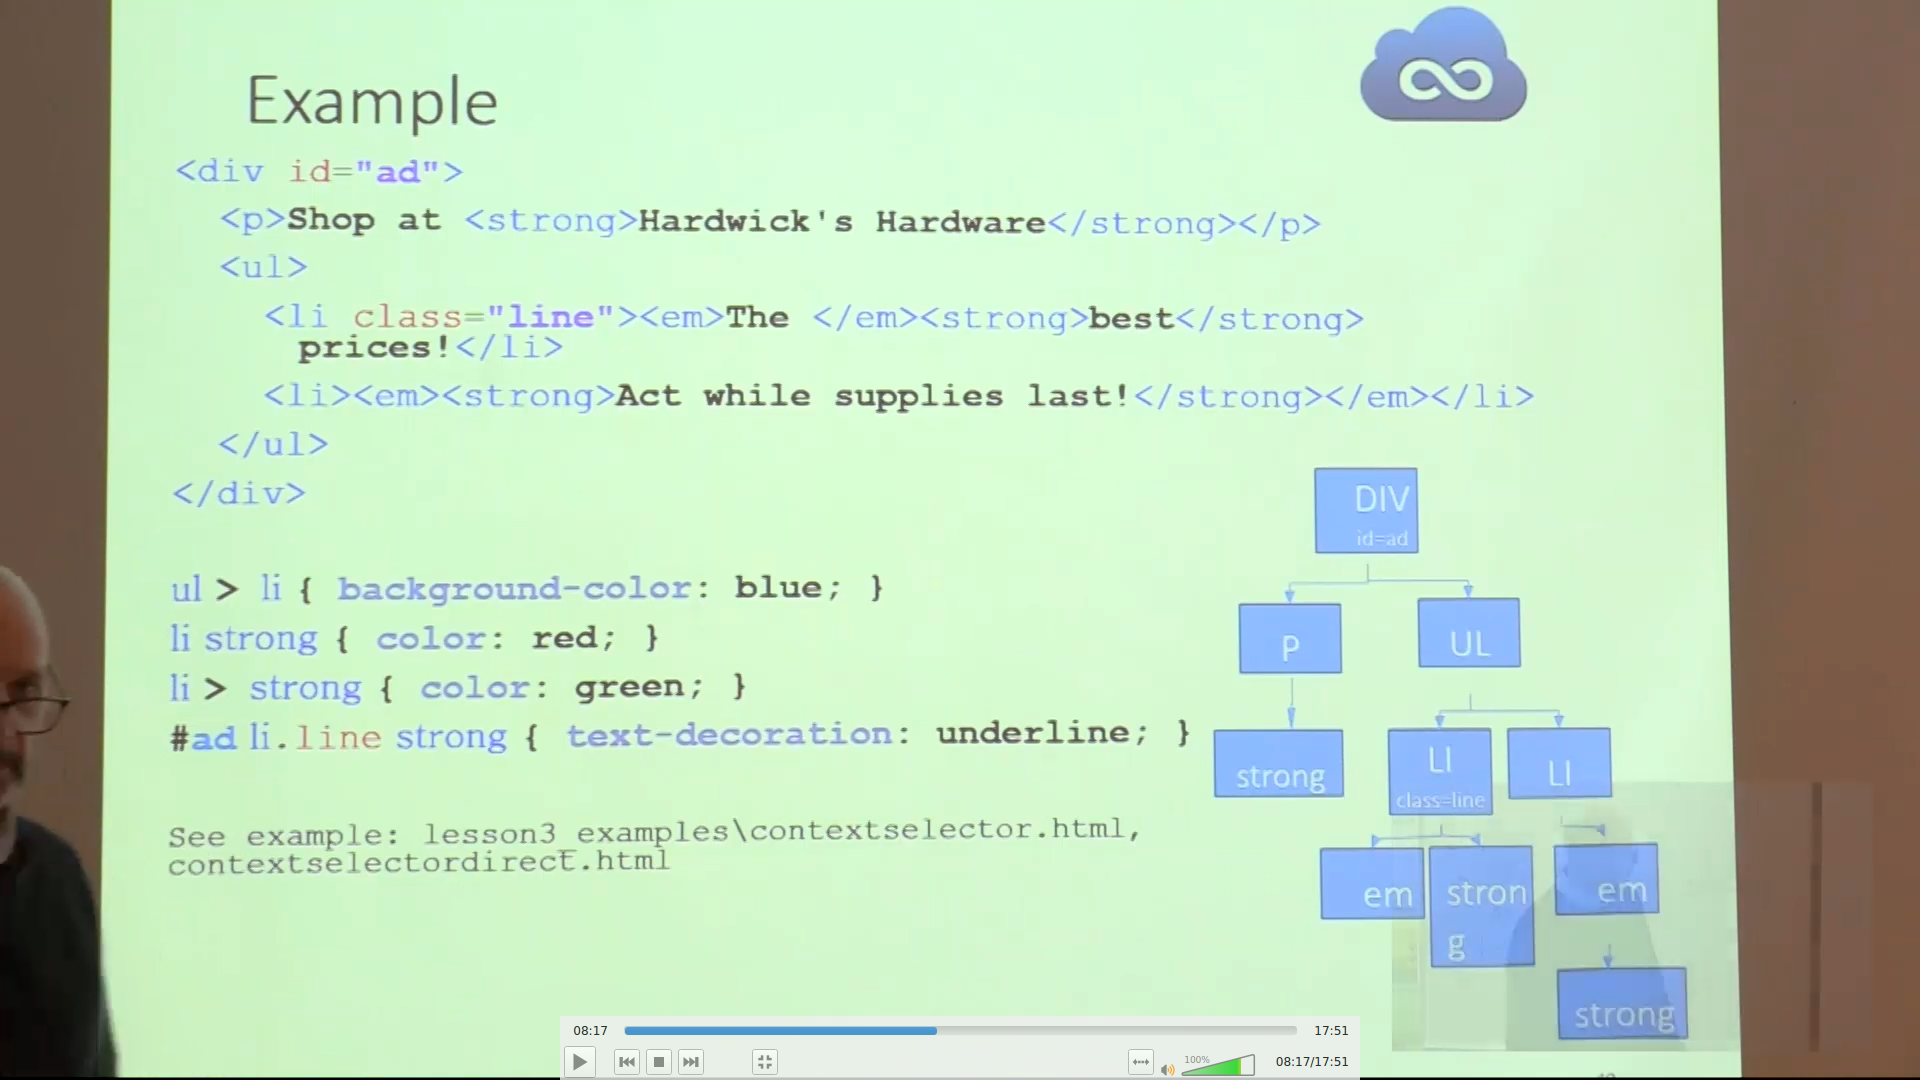 Example
<div id="ad">
<p>Shop at <strong>Hardwick's Hardware</strong></p>
<ul>
<li class="line"><em>The </em><strong>best</strong>
prices!</li>
<li><em><strong>Act while supplies last!</strong></em></li>
</ul>
</div>
ul > li { background-color: blue; }
li strong { color: red; }
li > strong { color: green; }
#ad li.line strong { text-decoration: underline; }
See example: lesson3_examples\contextselector.html,
contextselectordirect.html
DIV
id=ad
P
UL
strong
LI
class=line
LI
em
stron
g
em
strong
08:17
17:51
100%
08:17/17:51